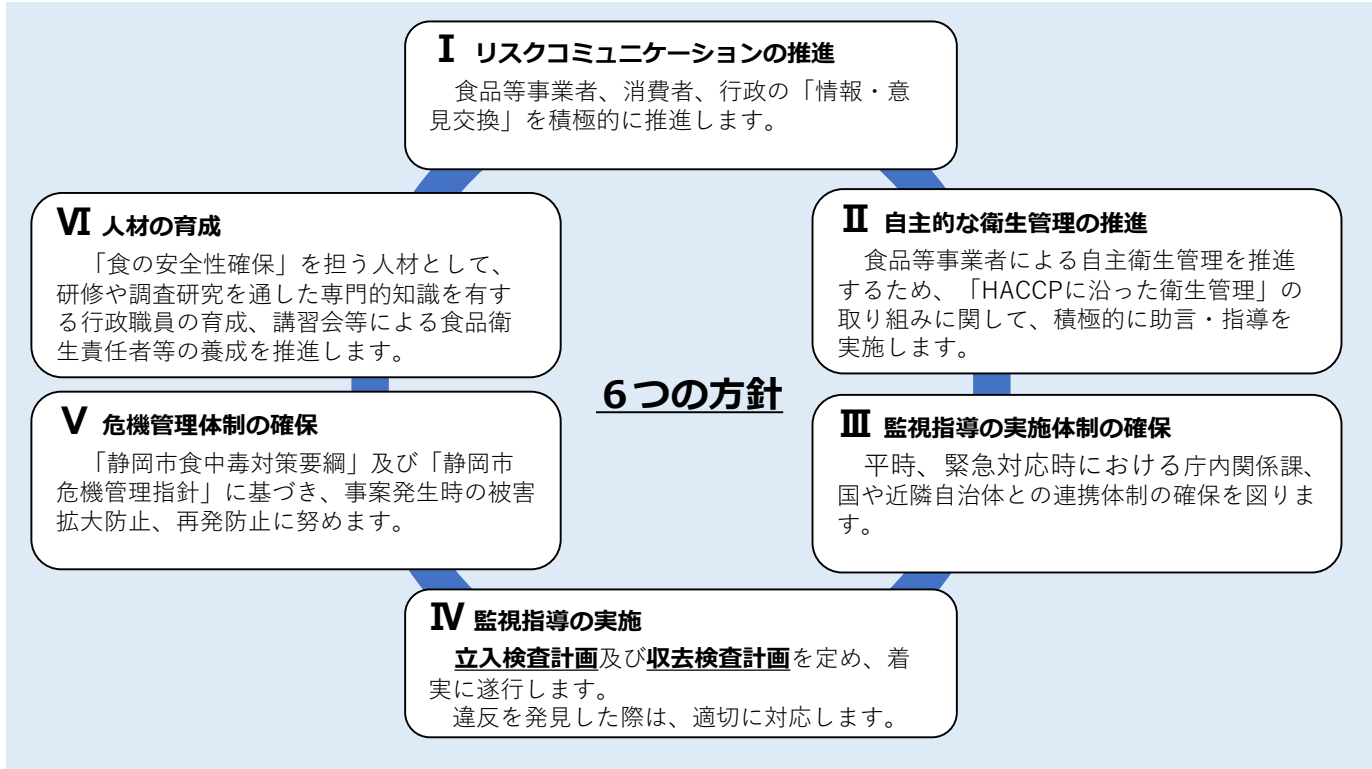 Ⅰ リスクコミュニケーションの推進
食品等事業者、消費者、行政の「情報・意
見交換」を積極的に推進します。
Ⅱ 自主的な衛生管理の推進
食品等事業者による自主衛生管理を推進
するため、「HACCPに沿った衛生管理」の
取り組みに関して、積極的に助言・指導を
実施します。
Ⅲ 監視指導の実施体制の確保
平時、緊急対応時における庁内関係課、
国や近隣自治体との連携体制の確保を図りま
す。
Ⅳ 監視指導の実施
立入検査計画及び収去検査計画を定め、着
実に遂行します。
違反を発見した際は、適切に対応します。
Ⅴ 危機管理体制の確保
「静岡市食中毒対策要綱」及び「静岡市
危機管理指針」に基づき、事案発生時の被害
拡大防止、再発防止に努めます。
Ⅵ 人材の育成
「食の安全性確保」を担う人材として、
研修や調査研究を通した専門的知識を有す
る行政職員の育成、講習会等による食品衛
生責任者等の養成を推進します。
６つの方針